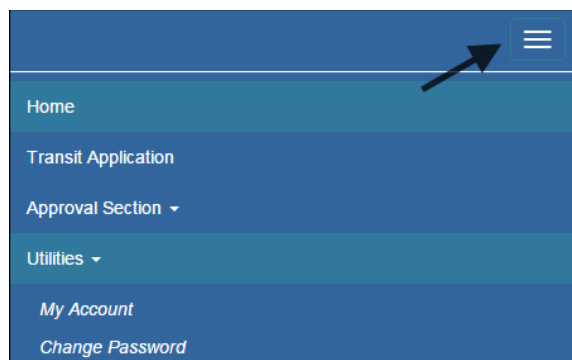 Home
Transit Application
Approval Section
Utilities
My Account
Change Password